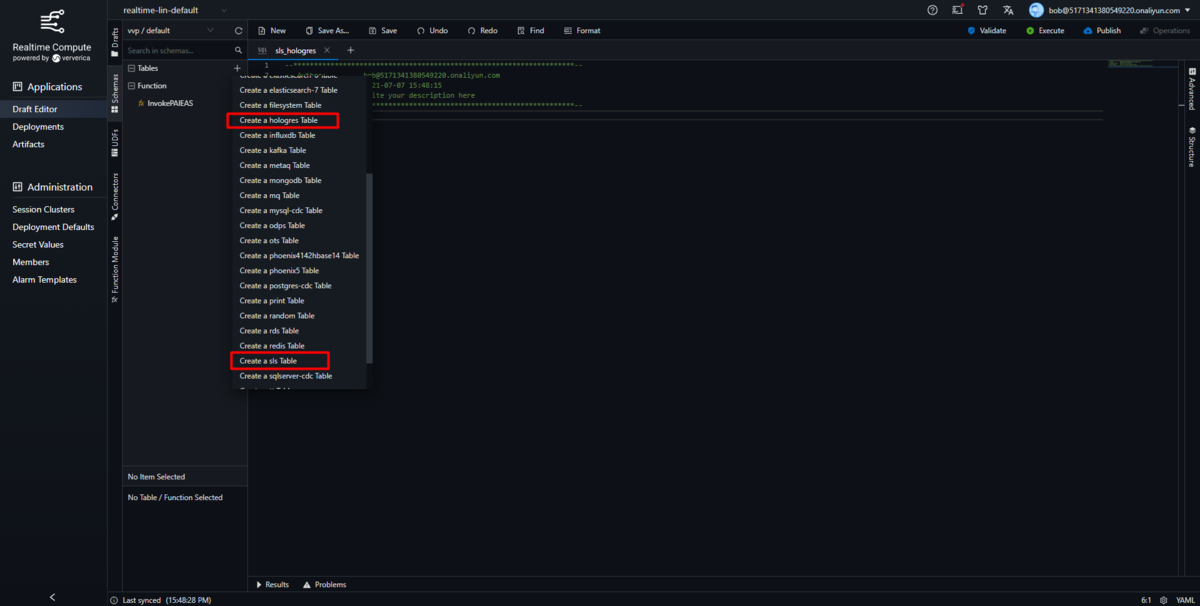 realtime-lin-default
bob@5171341380549220.onaliyun.com
Realtime Compute
powered by ververica
Applications
Draft Editor
Deployments
Artifacts
Administration
Session Clusters
Deployment Defaults
Secret Values
Members
Alarm Templates
Drafts
Schemas
UDFs
Connectors
Function Module
vvp / default
Search in schemas...
Tables
Function
fx InvokePAIEAS
No Item Selected
No Table / Function Selected
New
Save As...
Save
Undo
Redo
Find
Format
Validate
Execute
Publish
Operations
SQL sls_hologres
1
bob@5171341380549220.onaliyun.com
21-07-07 15:48:15
ite your description here
Create a elasticsearch-7 Table
Create a filesystem Table
Create a hologres Table
Create a influxdb Table
Create a kafka Table
Create a metaq Table
Create a mongodb Table
Create a mq Table
Create a mysql-cdc Table
Create a odps Table
Create a ots Table
Create a phoenix4142hbase14 Table
Create a phoenix5 Table
Create a postgres-cdc Table
Create a print Table
Create a random Table
Create a rds Table
Create a redis Table
Create a sls Table
Create a sqlserver-cdc Table
Advanced
Structure
Results
Problems
Last synced (15:48:28 PM)
6:1
YAML